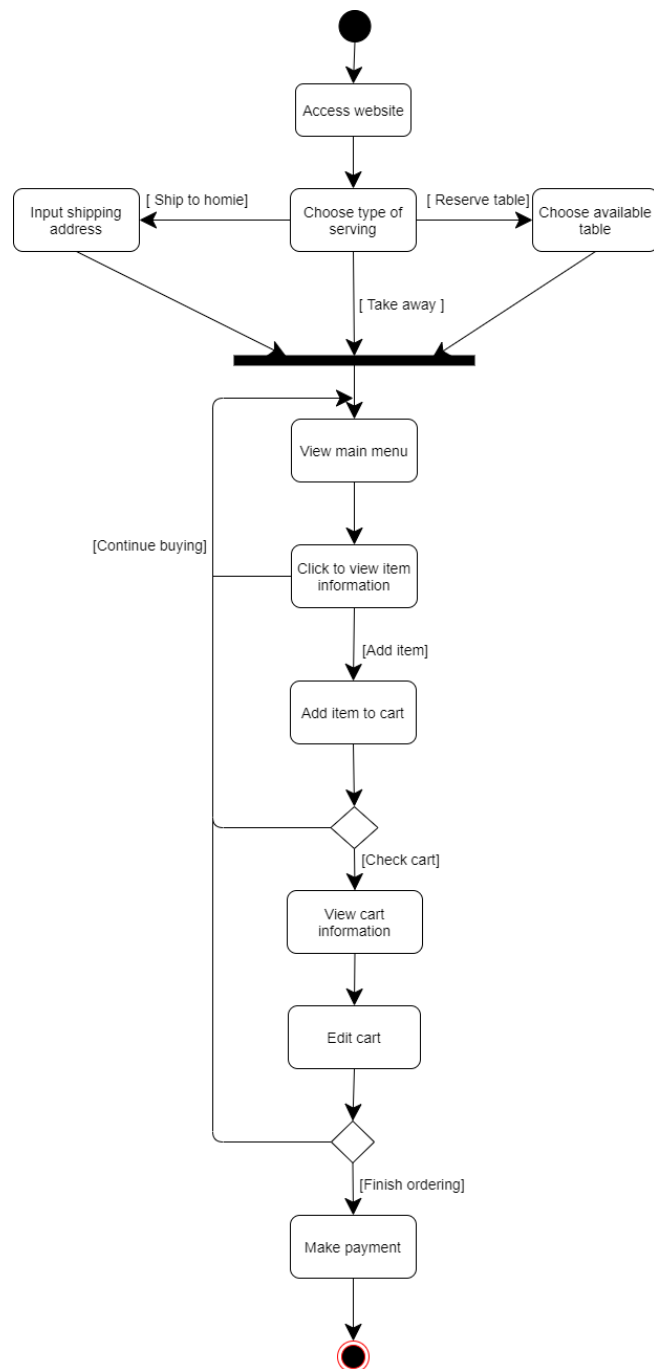 Access website
[ Ship to homie]
[ Reserve table]
Input shipping
address
Choose type of
serving
Choose available
table
[ Take away ]
View main menu
[Continue buying]
Click to view item
information
[Add item]
Add item to cart
[Check cart]
View cart
information
Edit cart
[Finish ordering]
Make payment